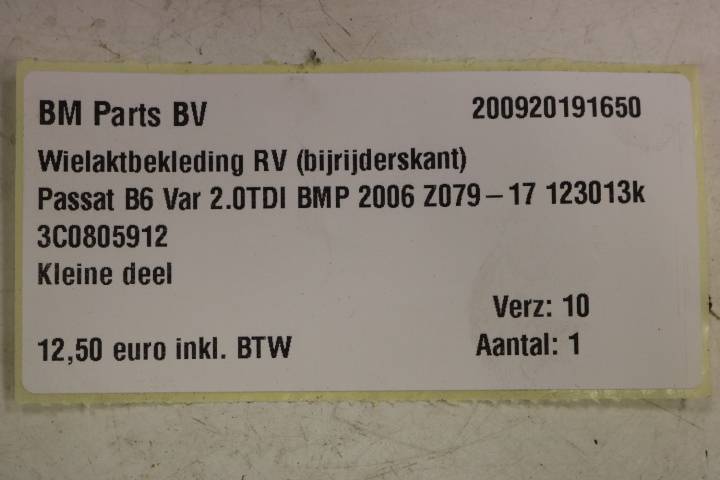 BM Parts BV 200920191650
Wielaktbekleding RV (bijrijderskant)
Passat B6 Var 2.0TDI BMP 2006 Z079-17 123013k
3C0805912
Kleine deel
Verz: 10
12,50 euro inkl. BTW Aantal: 1